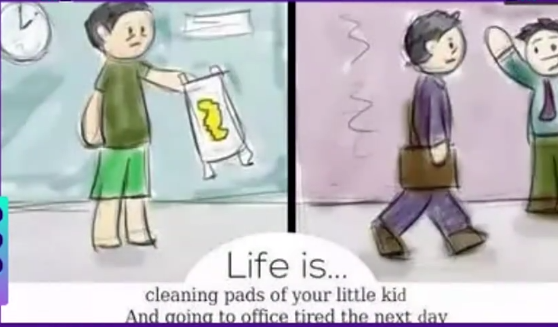 Life is...
cleaning pads of your little kid
And going to office tired the next day